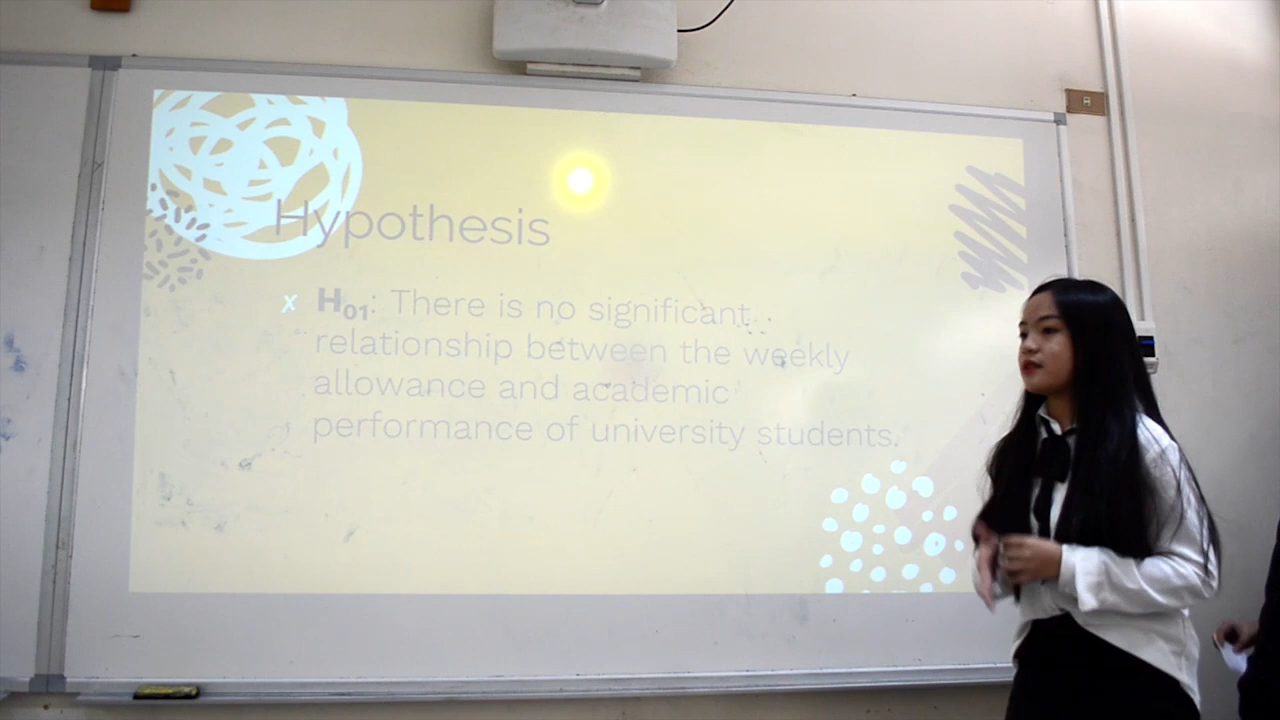 Hypothesis
x H01: There is no significant
relationship between the weekly
allowance and academic
performance of university students.